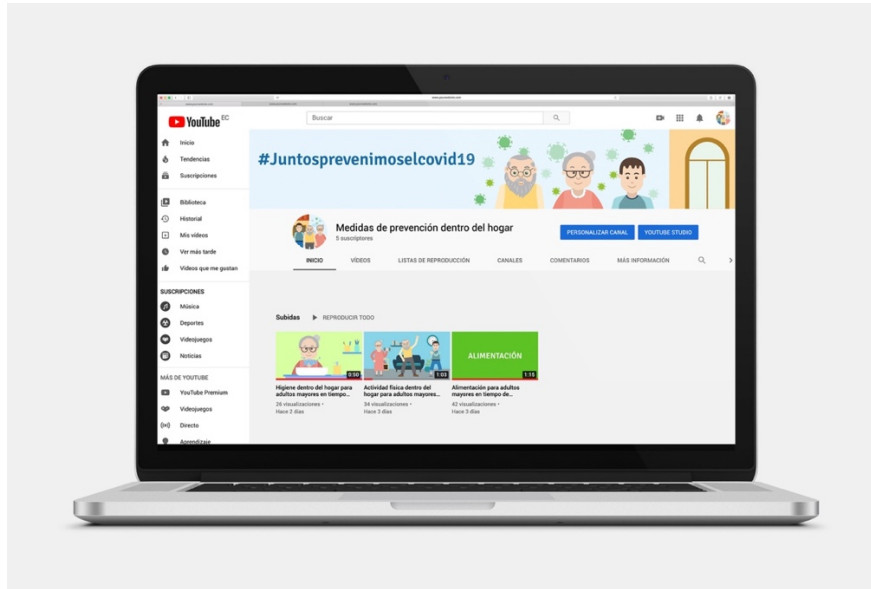 YouTube EC
Buscar
Inicio
Tendencias
Suscripciones
Biblioteca
Historial
Mis vídeos
Ver más tarde
Vídeos que me gustan
SUSCRIPCIONES
Música
Deportes
Videojuegos
Noticias
MÁS DE YOUTUBE
YouTube Premium
Videojuegos
Directo
Aprendizaje
#Juntosprevenimoselcovid19
Medidas de prevención dentro del hogar
5 suscriptores
PERSONALIZAR CANAL
YOUTUBE STUDIO
INICIO VÍDEOS LISTAS DE REPRODUCCIÓN CANALES COMENTARIOS MÁS INFORMACIÓN
Subidas REPRODUCIR TODO
0:50
Higiene dentro del hogar para
adultos mayores en tiempo...
26 visualizaciones •
Hace 2 días
1:03
Actividad física dentro del
hogar para adultos mayores...
34 visualizaciones •
Hace 3 días
ALIMENTACIÓN
1:15
Alimentación para adultos
mayores en tiempo de...
42 visualizaciones •
Hace 3 días